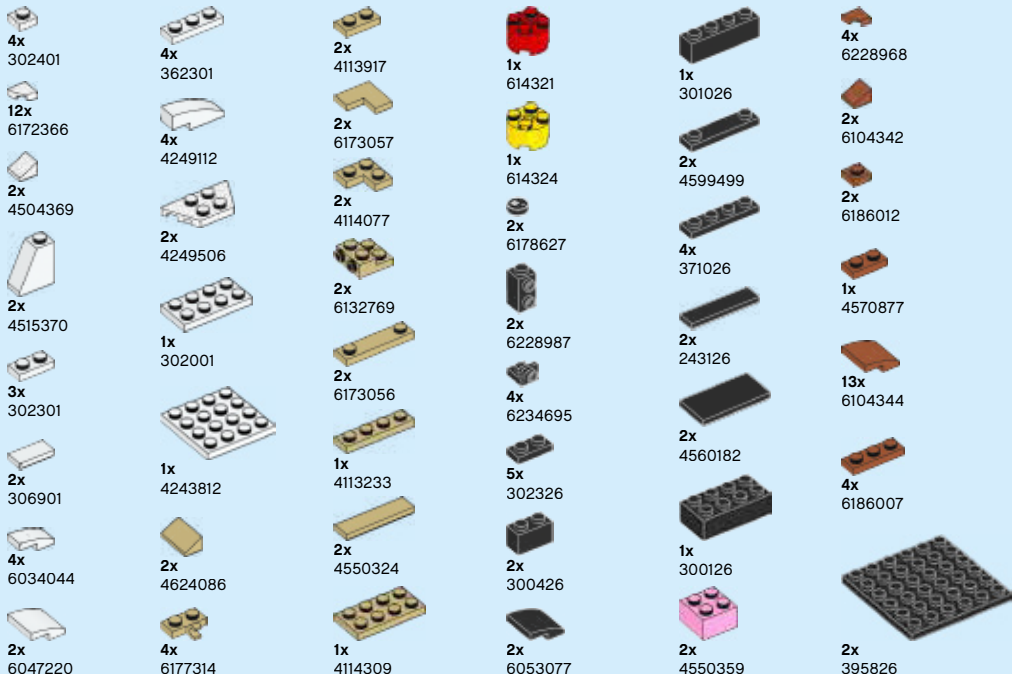 4x
302401
12x
6172366
2x
4504369
2x
4515370
3x
302301
2x
306901
4x
6034044
2x
6047220
4x
362301
4x
4249112
2x
4249506
1x
302001
1x
4243812
2x
4624086
4x
6177314
2x
4113917
2x
6173057
2x
4114077
2x
6132769
2x
6173056
1x
4113233
2x
4550324
1x
4114309
1x
614321
1x
614324
2x
6178627
2x
6228987
4x
6234695
5x
302326
2x
300426
2x
6053077
1x
301026
2x
4599499
4x
371026
2x
243126
2x
4560182
1x
300126
2x
4550359
4x
6228968
2x
6104342
2x
6186012
1x
4570877
13x
6104344
4x
6186007
2x
395826